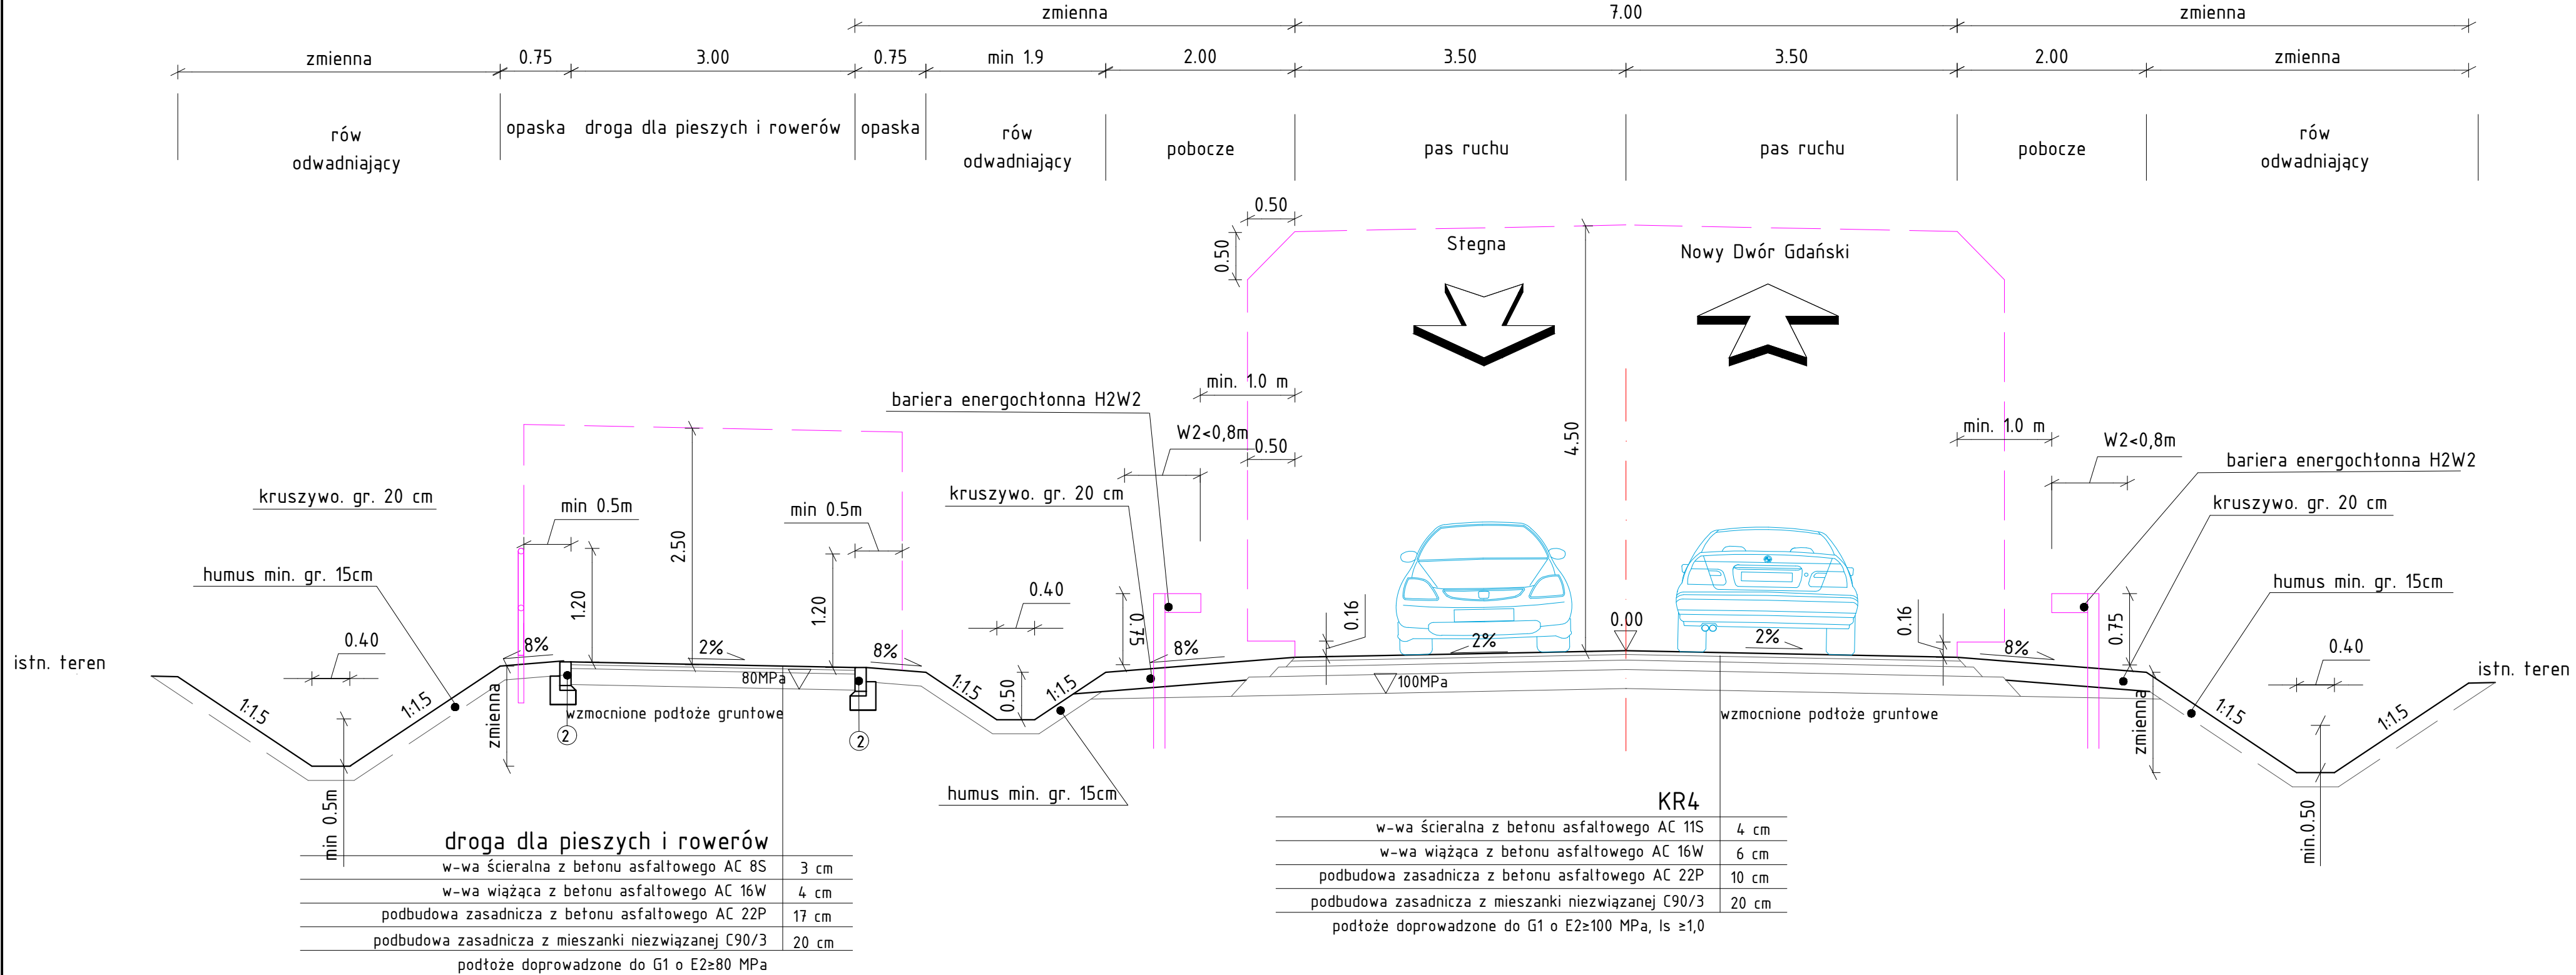 zmienna 7.00 zmienna
zmienna 0.75 3.00 0.75 min 1.9 2.00 3.50 3.50 2.00 zmienna
rów
odwadniający
opaska droga dla pieszych i rowerów opaska
rów
odwadniający
pobocze
pas ruchu
pas ruchu
pobocze
rów
odwadniający
0.50
0.50
Stegna
Nowy Dwór Gdański
4.50
min. 1.0 m
bariera energochłonna H2W2
W2<0,8m
0.50
min. 1.0 m
W2<0,8m
bariera energochłonna H2W2
kruszywo. gr. 20 cm
min 0.5m
2.50
min 0.5m
kruszywo. gr. 20 cm
kruszywo. gr. 20 cm
humus min. gr. 15cm
1.20
1.20
0.40
0.75
0.16
0.00
0.16
0.75
humus min. gr. 15cm
istn. teren
0.40
8%
2%
8%
8%
2%
2%
8%
0.40
istn. teren
1:1.5
1:1.5
zmienna
80MPa
1:1.5
0.50
1:1.5
100MPa
zmienna
1:1.5
1:1.5
wzmocnione podłoże gruntowe
wzmocnione podłoże gruntowe
2
2
min 0.5m
humus min. gr. 15cm
min.0.50
droga dla pieszych i rowerów
w-wa ścieralna z betonu asfaltowego AC 8S 3 cm
w-wa wiążąca z betonu asfaltowego AC 16W 4 cm
podbudowa zasadnicza z betonu asfaltowego AC 22P 17 cm
podbudowa zasadnicza z mieszanki niezwiązanej C90/3 20 cm
podłoże doprowadzone do G1 o E2≥80 MPa
KR4
w-wa ścieralna z betonu asfaltowego AC 11S 4 cm
w-wa wiążąca z betonu asfaltowego AC 16W 6 cm
podbudowa zasadnicza z betonu asfaltowego AC 22P 10 cm
podbudowa zasadnicza z mieszanki niezwiązanej C90/3 20 cm
podłoże doprowadzone do G1 o E2≥100 MPa, Is ≥1,0